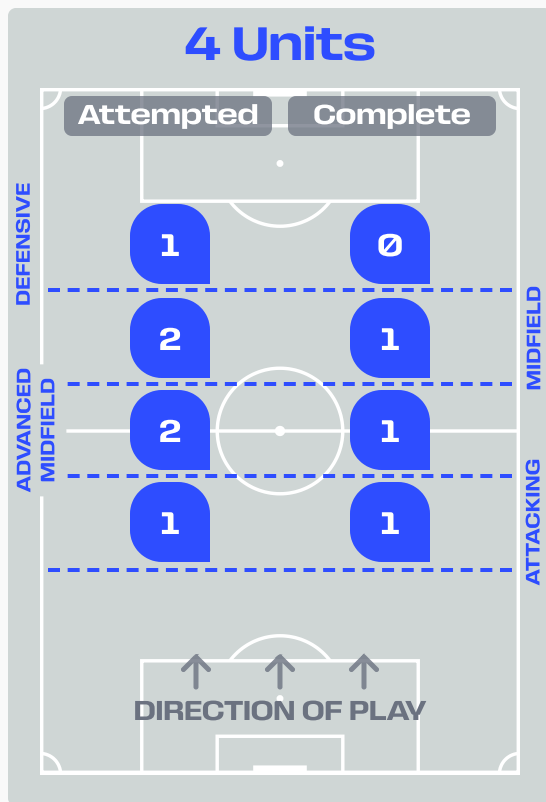 4 Units
Attempted Complete
DEFENSIVE
1 0
MIDFIELD
2 1
ADVANCED
MIDFIELD
2 1
ATTACKING
1 1
DIRECTION OF PLAY